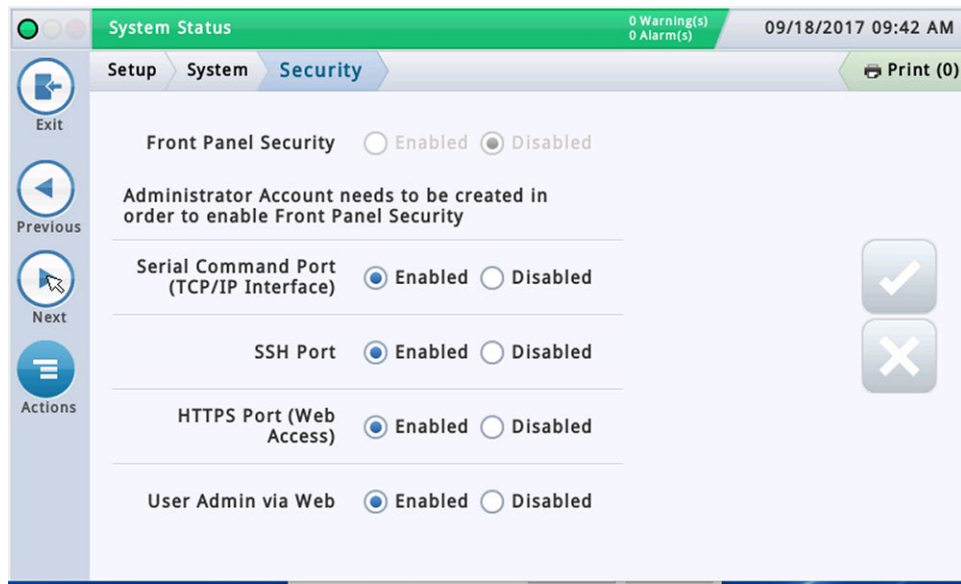 System Status
0 Warning(s)
0 Alarm(s)
09/18/2017 09:42 AM
Setup
System
Security
Print (0)
Exit
Previous
Next
Actions
Front Panel Security
Enabled
Disabled
Administrator Account needs to be created in
order to enable Front Panel Security
Serial Command Port
(TCP/IP Interface)
Enabled
Disabled
SSH Port
Enabled
Disabled
HTTPS Port (Web
Access)
Enabled
Disabled
User Admin via Web
Enabled
Disabled